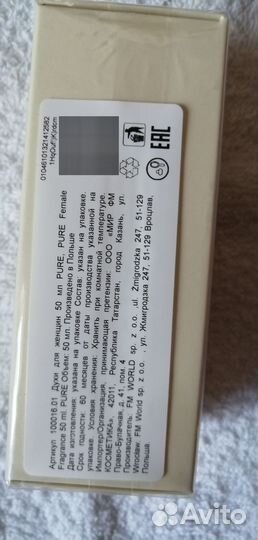 01046101321412582
Артикул: 100016.01 Духи для женщин 50 мл PURE, PURE Female
Fragrance 50 ml. PURE Объем: 50 мл. Произведено в Польше
Дата изготовления указана на упаковке Состав: указан на упаковке.
Срок годности: 60 месяцев от даты производства указанной на
упаковке. Условия хранения: Хранить при комнатной температуре.
Импортер/Организация, принимающая претензии: ООО «МИР ФМ
КОСМЕТИКА», 42011, Республика Татарстан, город Казань, ул.
Право-Булачная, д. 41, пом. 4
Производитель: FM WORLD sp. z o.o. ul. Żmigrodzka 247, 51-129
Wrocław. FM World sp. z o.o. , ул. Жмигродзка 247, 51-129 Вроцлав,
Польша.
EAC
Avito